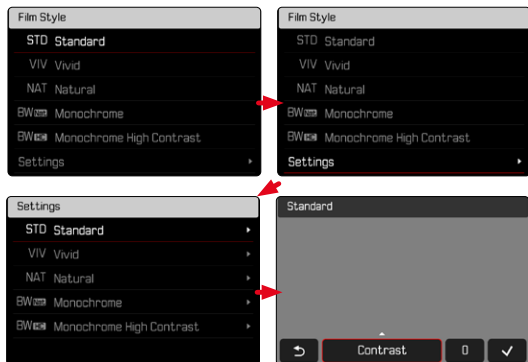 Film Style
STD Standard
VIV Vivid
NAT Natural
BW Monochrome
BW Monochrome High Contrast
Settings
Film Style
STD Standard
VIV Vivid
NAT Natural
BW Monochrome
BW Monochrome High Contrast
Settings
Settings
STD Standard
VIV Vivid
NAT Natural
BW Monochrome
BW Monochrome High Contrast
Standard
Contrast 0